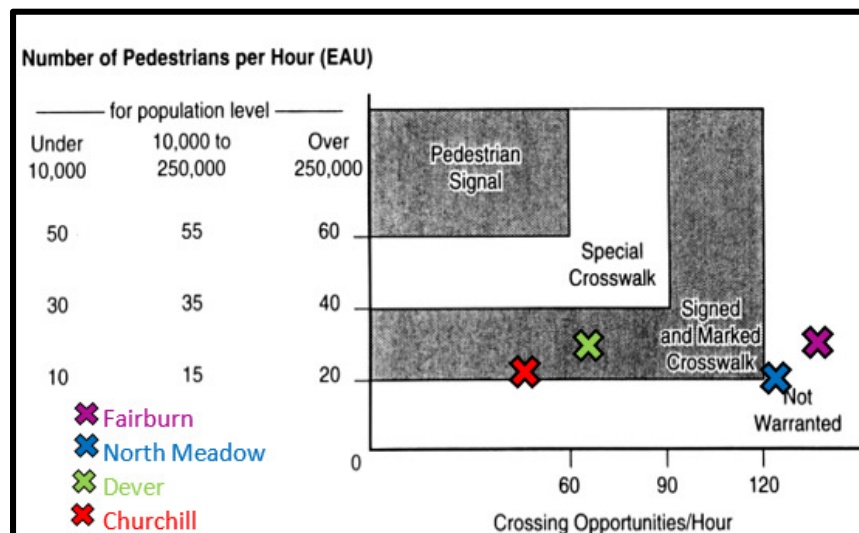 Number of Pedestrians per Hour (EAU)
for population level
Under 10,000
10,000 to 250,000
Over 250,000
50 55 60
30 35 40
10 15 20
0
Pedestrian
Signal
Special
Crosswalk
Signed
and Marked
Crosswalk
Not
Warranted
Fairburn
North Meadow
Dever
Churchill
60 90 120
Crossing Opportunities/Hour